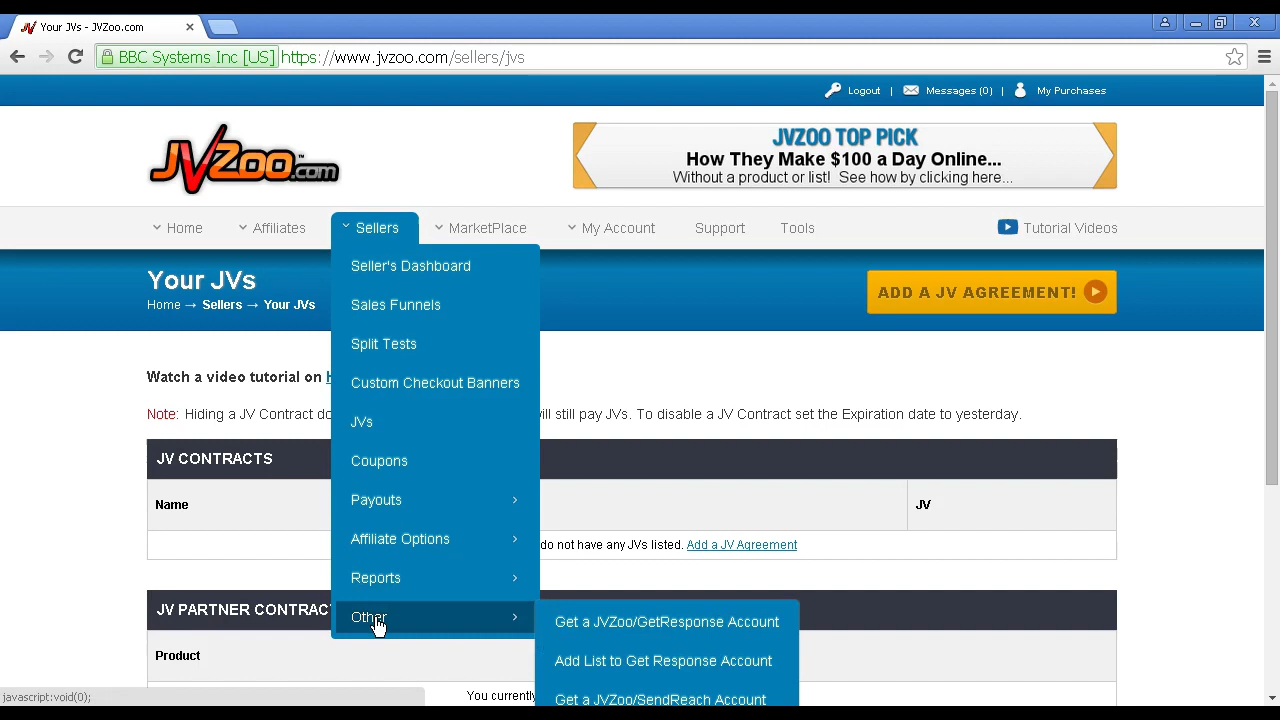 Your JVs - JVZoo.com
BBC Systems Inc [US] https://www.jvzoo.com/sellers/jvs
Logout | Messages (0) | My Purchases
JVZoo.com
JVZOO TOP PICK
How They Make $100 a Day Online...
Without a product or list! See how by clicking here...
Home Affiliate Sellers MarketPlace My Account Support Tools Tutorial Videos
Seller's Dashboard
Sales Funnels
Split Tests
Custom Checkout Banners
JVs
Coupons
Payouts
Affiliate Options
Reports
Other
Get a JVZoo/GetResponse Account
Add List to Get Response Account
Get a JVZoo/SendReach Account
Your JVs
Home → Sellers → Your JVs
ADD A JV AGREEMENT!
Watch a video tutorial on
Note: Hiding a JV Contract will still pay JVs. To disable a JV Contract set the Expiration date to yesterday.
JV CONTRACTS
Name JV
do not have any JVs listed. Add a JV Agreement
JV PARTNER
Product
You
javascript:void(0);